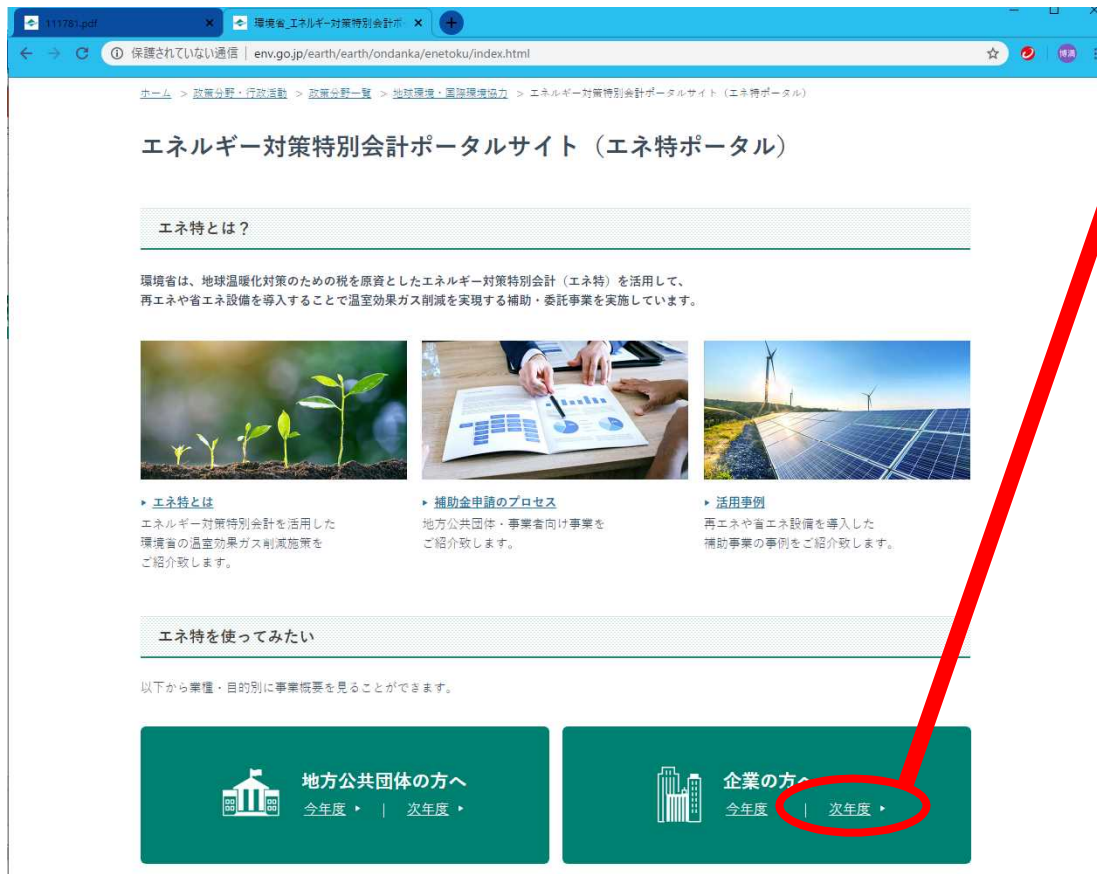 111781.pdf
環境省_エネルギー対策特別会計ポ
保護されていない通信 | env.go.jp/earth/earth/ondanka/enetoku/index.html
博満
ホーム > 政策分野・行政活動 > 政策分野一覧 > 地球環境・国際環境協力 > エネルギー対策特別会計ポータルサイト(エネ特ポータル)
エネルギー対策特別会計ポータルサイト(エネ特ポータル)
エネ特とは?
環境省は、地球温暖化対策のための税を原資としたエネルギー対策特別会計(エネ特)を活用して、
再エネや省エネ設備を導入することで温室効果ガス削減を実現する補助・委託事業を実施しています。
エネ特とは
エネルギー対策特別会計を活用した
環境省の温室効果ガス削減施策を
ご紹介致します。
補助金申請のプロセス
地方公共団体・事業者向け事業を
ご紹介致します。
活用事例
再エネや省エネ設備を導入した
補助事業の事例をご紹介致します。
エネ特を使ってみたい
以下から業種・目的別に事業概要を見ることができます。
地方公共団体の方へ
今年度 | 次年度
企業の方へ
今年度 | 次年度